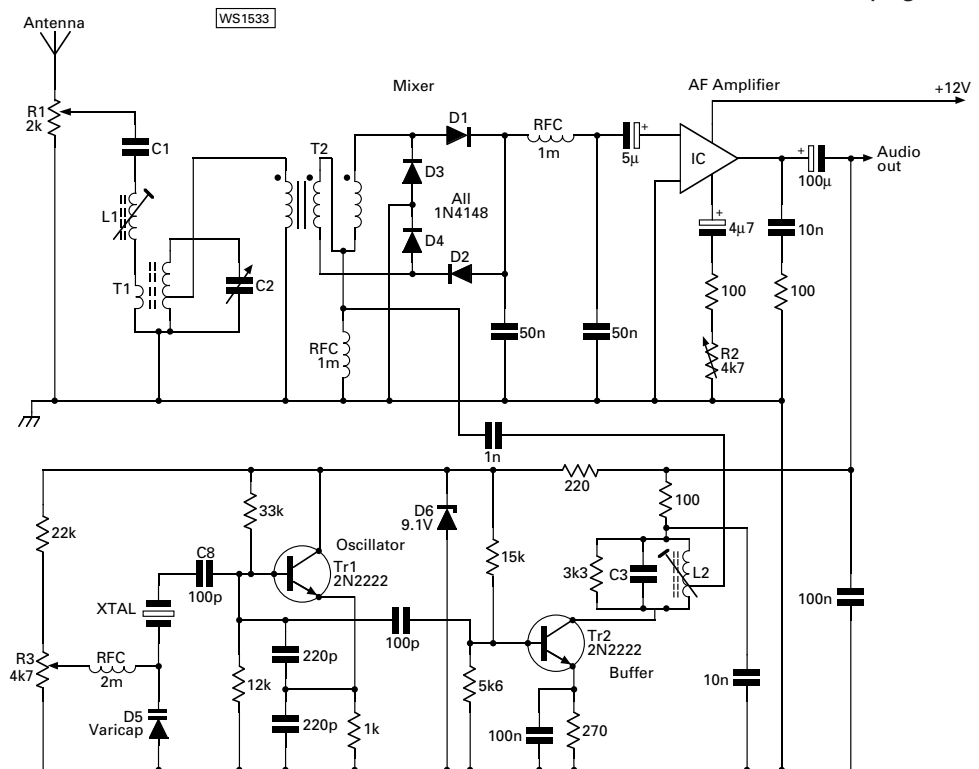 WS1533
Antenna
Mixer
AF Amplifier
+12V
R1
2k
C1
L1
T1
C2
T2
D1
D3
All
1N4148
D4
D2
RFC
1m
RFC
1m
50n
50n
5µ
+
IC
+
4µ7
100
R2
4k7
+
100µ
Audio
out
10n
100
1n
22k
R3
4k7
RFC
2m
XTAL
D5
Varicap
C8
100p
33k
Oscillator
Tr1
2N2222
12k
220p
220p
1k
100p
D6
9.1V
15k
220
5k6
100n
270
Tr2
2N2222
Buffer
3k3
C3
L2
100
10n
100n